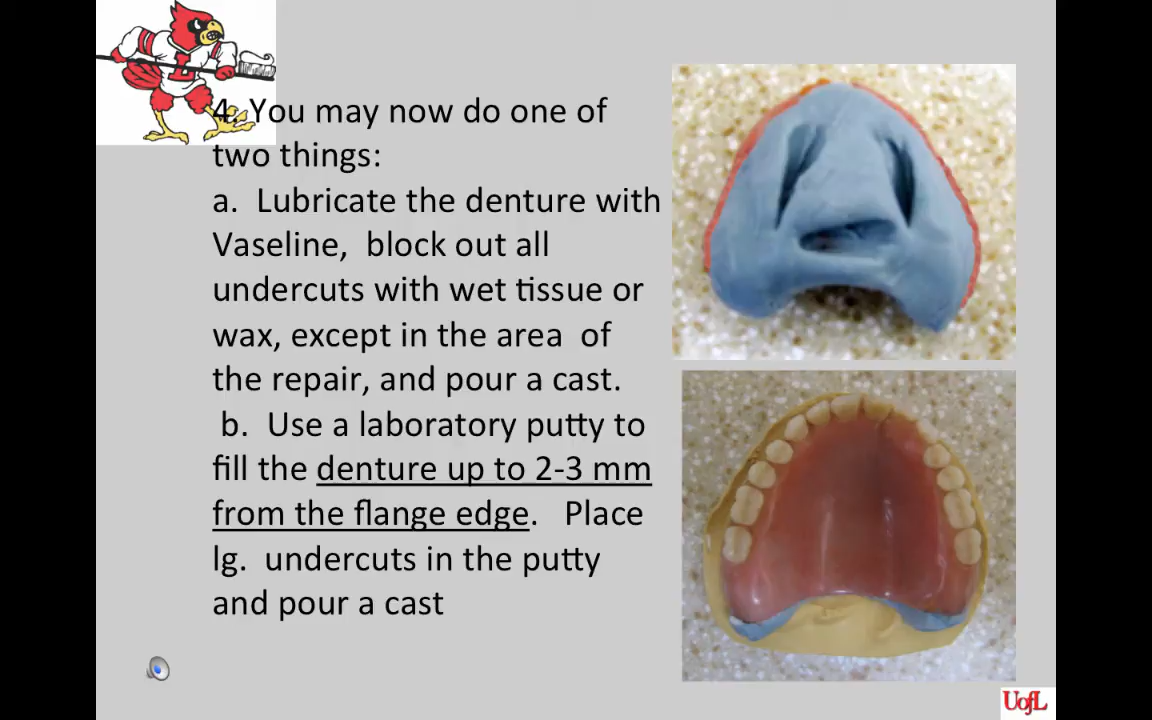 4. You may now do one of
two things:
a.  Lubricate the denture with
Vaseline,  block out all
undercuts with wet tissue or
wax, except in the area  of
the repair, and pour a cast.
b.  Use a laboratory putty to
fill the denture up to 2-3 mm
from the flange edge.   Place
lg.  undercuts in the putty
and pour a cast
UofL